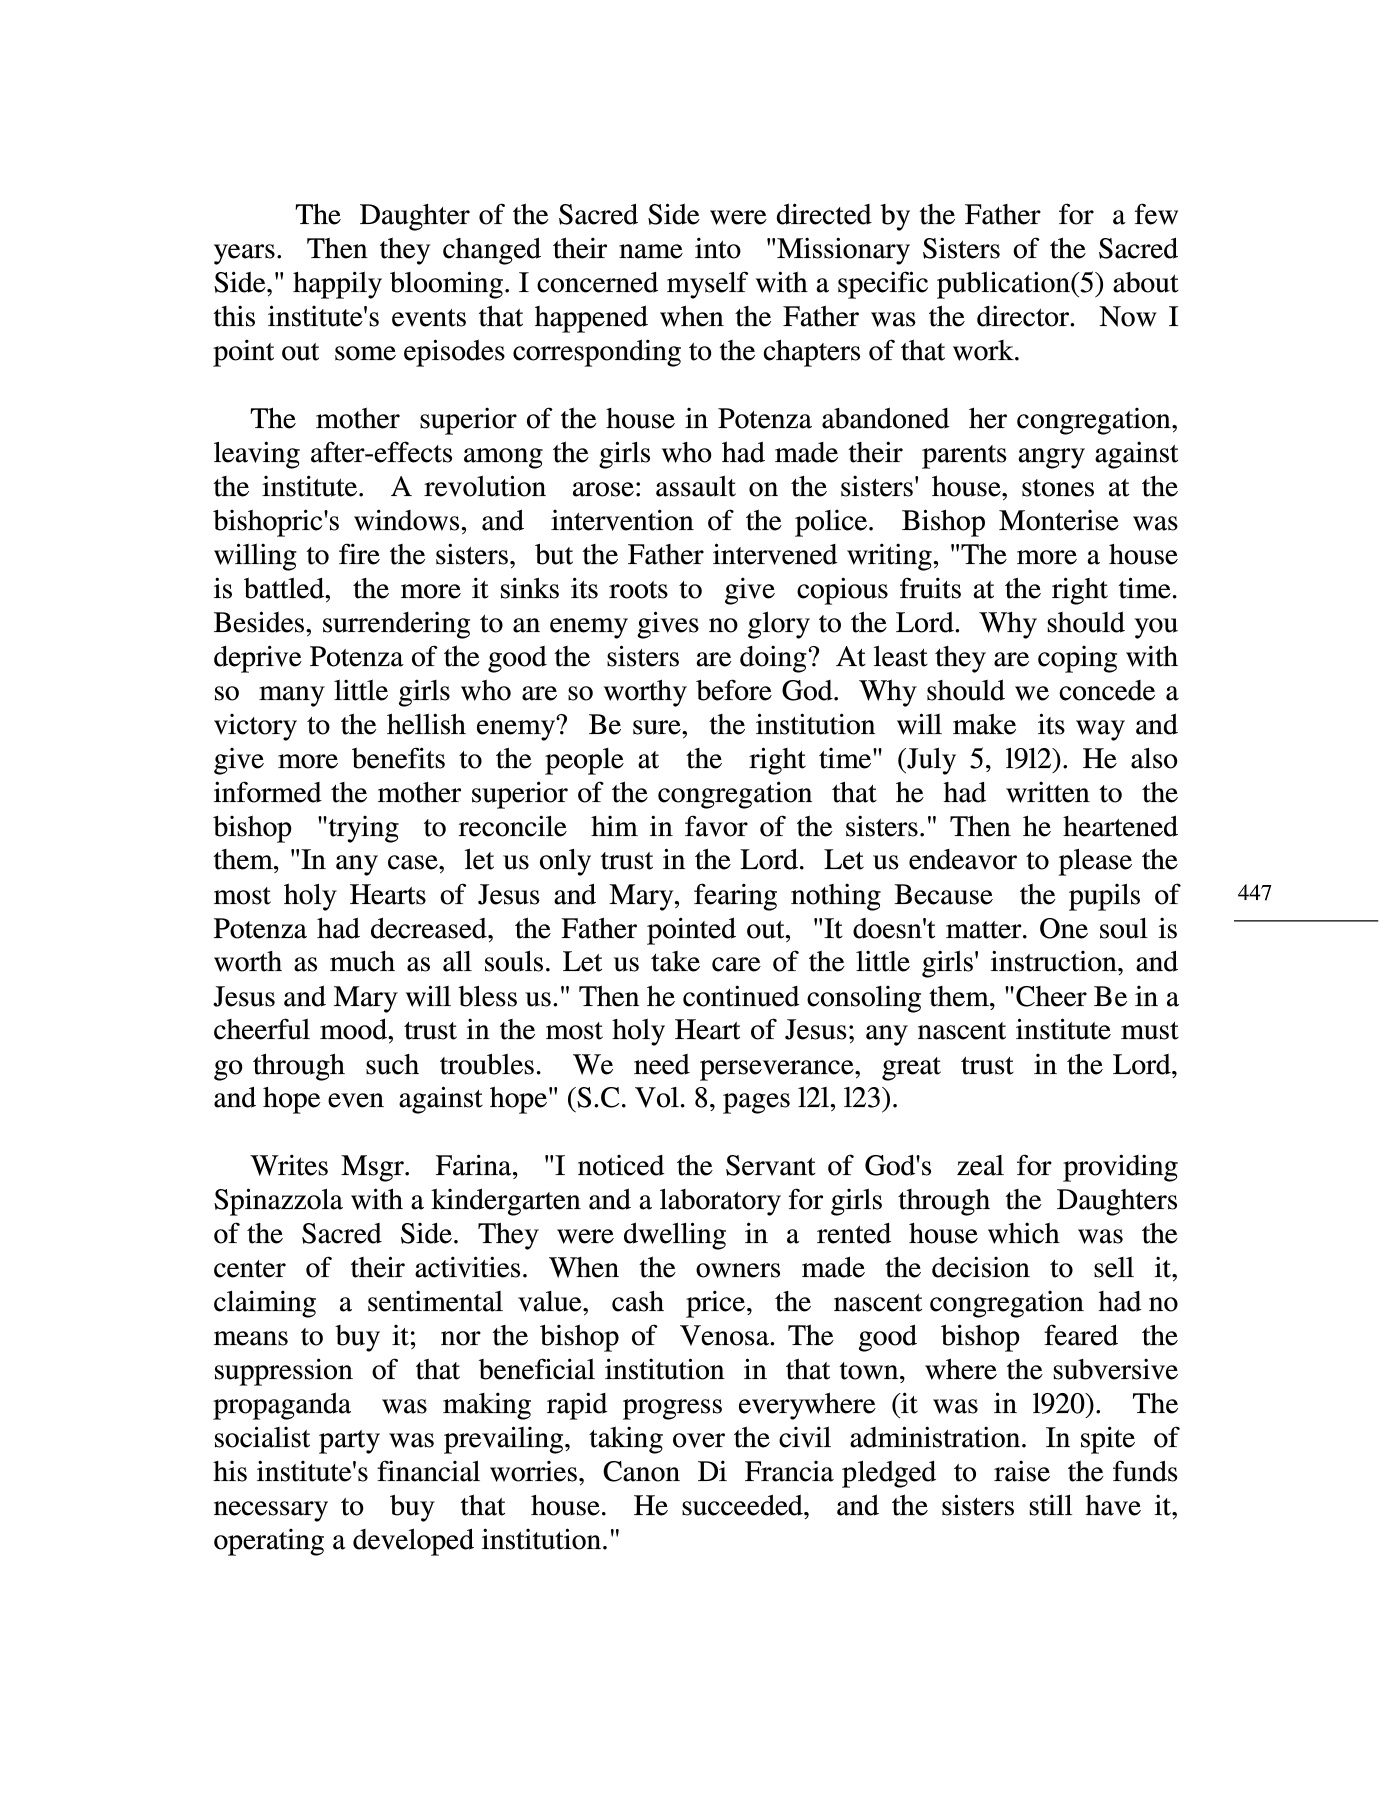 The Daughter of the Sacred Side were directed by the Father for a few
years. Then they changed their name into "Missionary Sisters of the Sacred
Side," happily blooming. I concerned myself with a specific publication(5) about
this institute's events that happened when the Father was the director. Now I
point out some episodes corresponding to the chapters of that work.
The mother superior of the house in Potenza abandoned her congregation,
leaving after-effects among the girls who had made their parents angry against
the institute. A revolution arose: assault on the sisters' house, stones at the
bishopric's windows, and intervention of the police. Bishop Monterise was
willing to fire the sisters, but the Father intervened writing, "The more a house
is battled, the more it sinks its roots to give copious fruits at the right time.
Besides, surrendering to an enemy gives no glory to the Lord. Why should you
deprive Potenza of the good the sisters are doing? At least they are coping with
so many little girls who are so worthy before God. Why should we concede a
victory to the hellish enemy? Be sure, the institution will make its way and
give more benefits to the people at the right time" (July 5, l9l2). He also
informed the mother superior of the congregation that he had written to the
bishop "trying to reconcile him in favor of the sisters." Then he heartened
them, "In any case, let us only trust in the Lord. Let us endeavor to please the
most holy Hearts of Jesus and Mary, fearing nothing Because the pupils of
Potenza had decreased, the Father pointed out, "It doesn't matter. One soul is
worth as much as all souls. Let us take care of the little girls' instruction, and
Jesus and Mary will bless us." Then he continued consoling them, "Cheer Be in a
cheerful mood, trust in the most holy Heart of Jesus; any nascent institute must
go through such troubles. We need perseverance, great trust in the Lord,
and hope even against hope" (S.C. Vol. 8, pages l2l, l23).
Writes Msgr. Farina, "I noticed the Servant of God's zeal for providing
Spinazzola with a kindergarten and a laboratory for girls through the Daughters
of the Sacred Side. They were dwelling in a rented house which was the
center of their activities. When the owners made the decision to sell it,
claiming a sentimental value, cash price, the nascent congregation had no
means to buy it; nor the bishop of Venosa. The good bishop feared the
suppression of that beneficial institution in that town, where the subversive
propaganda was making rapid progress everywhere (it was in l920). The
socialist party was prevailing, taking over the civil administration. In spite of
his institute's financial worries, Canon Di Francia pledged to raise the funds
necessary to buy that house. He succeeded, and the sisters still have it,
operating a developed institution."
447